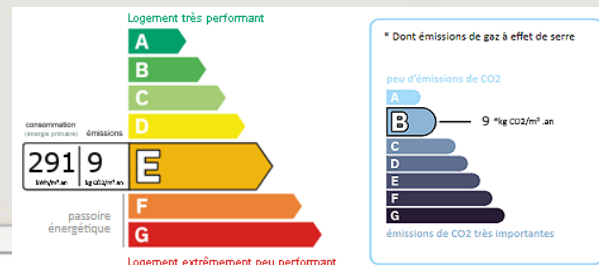 Logement très performant
A
B
C
D
consommation
(énergie primaire)
émissions
291
9
kWh/m².an
kg CO2/m².an
E
F
G
passoire
énergétique
Logement extrêmement peu performant
* Dont émissions de gaz à effet de serre
peu d'émissions de CO2
A
B
9 *kg CO2/m² .an
C
D
E
F
G
émissions de CO2 très importantes